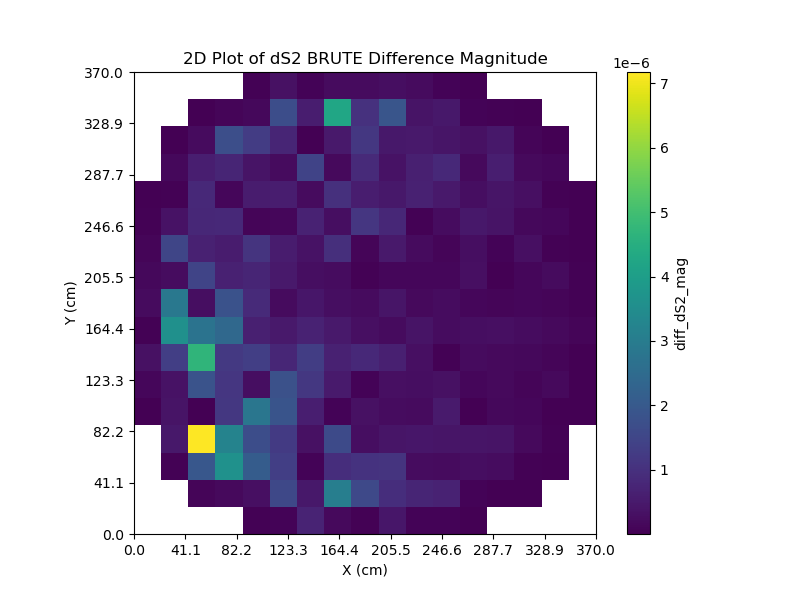 2D Plot of dS2 BRUTE Difference Magnitude
1e−6
370.0
328.9
287.7
246.6
205.5
164.4
123.3
82.2
41.1
0.0
Y (cm)
0.0 41.1 82.2 123.3 164.4 205.5 246.6 287.7 328.9 370.0
X (cm)
7
6
5
4
3
2
1
diff_dS2_mag